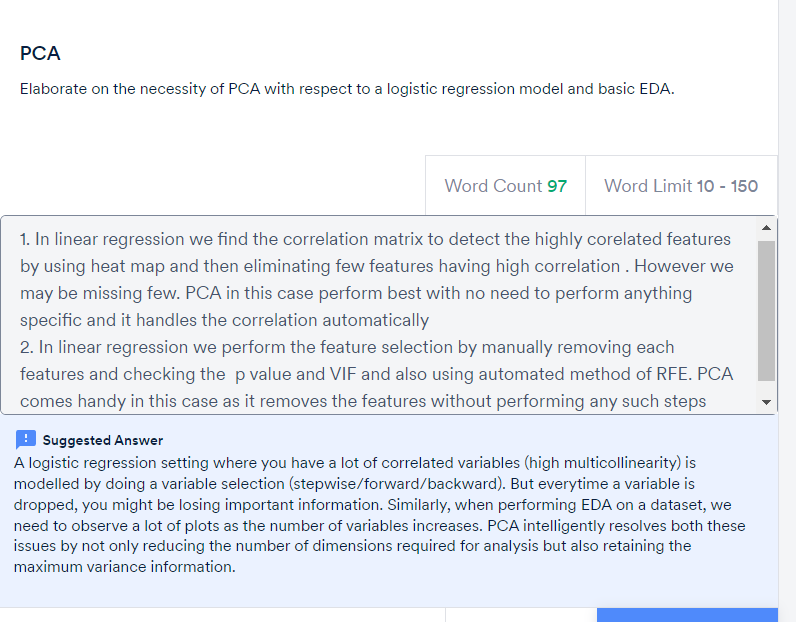 PCA
Elaborate on the necessity of PCA with respect to a logistic regression model and basic EDA.
Word Count 97
Word Limit 10 - 150
1. In linear regression we find the correlation matrix to detect the highly corelated features
by using heat map and then eliminating few features having high correlation . However we
may be missing few. PCA in this case perform best with no need to perform anything
specific and it handles the correlation automatically
2. In linear regression we perform the feature selection by manually removing each
features and checking the  p value and VIF and also using automated method of RFE. PCA
comes handy in this case as it removes the features without performing any such steps
Suggested Answer
A logistic regression setting where you have a lot of correlated variables (high multicollinearity) is
modelled by doing a variable selection (stepwise/forward/backward). But everytime a variable is
dropped, you might be losing important information. Similarly, when performing EDA on a dataset, we
need to observe a lot of plots as the number of variables increases. PCA intelligently resolves both these
issues by not only reducing the number of dimensions required for analysis but also retaining the
maximum variance information.